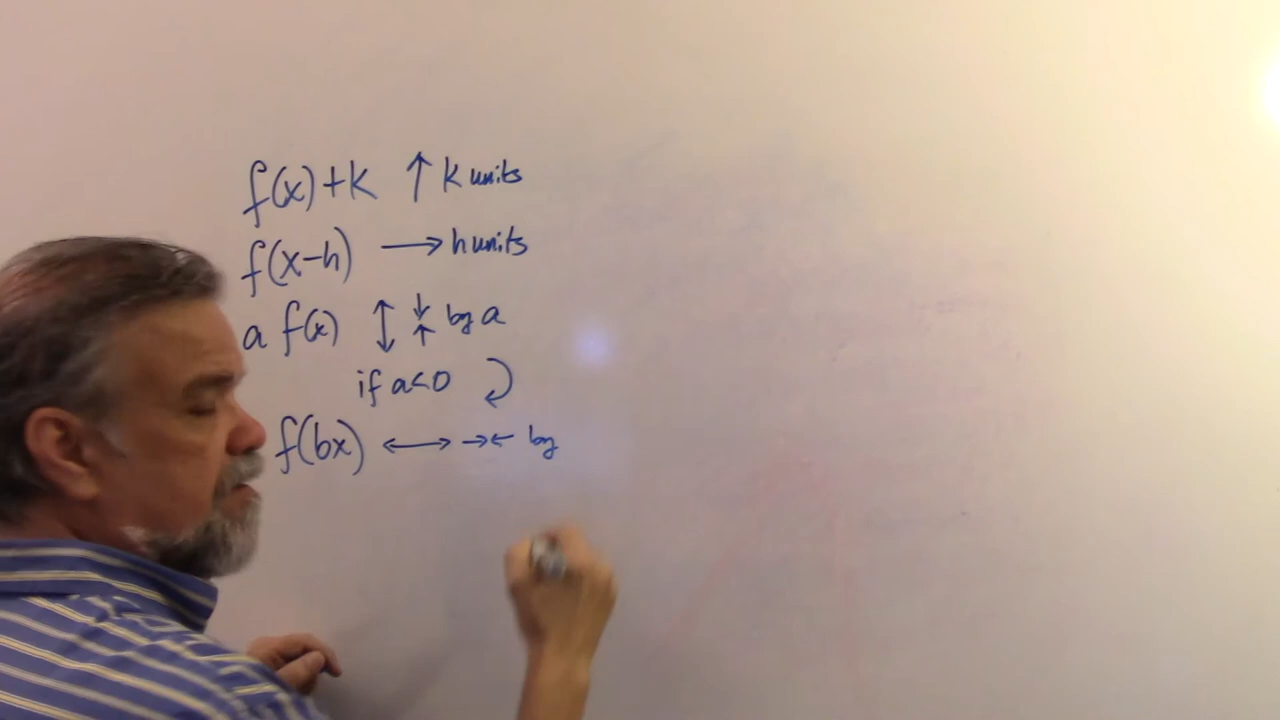 f(x)+k ↑ k units
f(x-h) → h units
a f(x) ↕ ↓↑ by a
if a<0 ⤸
f(bx) ↔ →← by